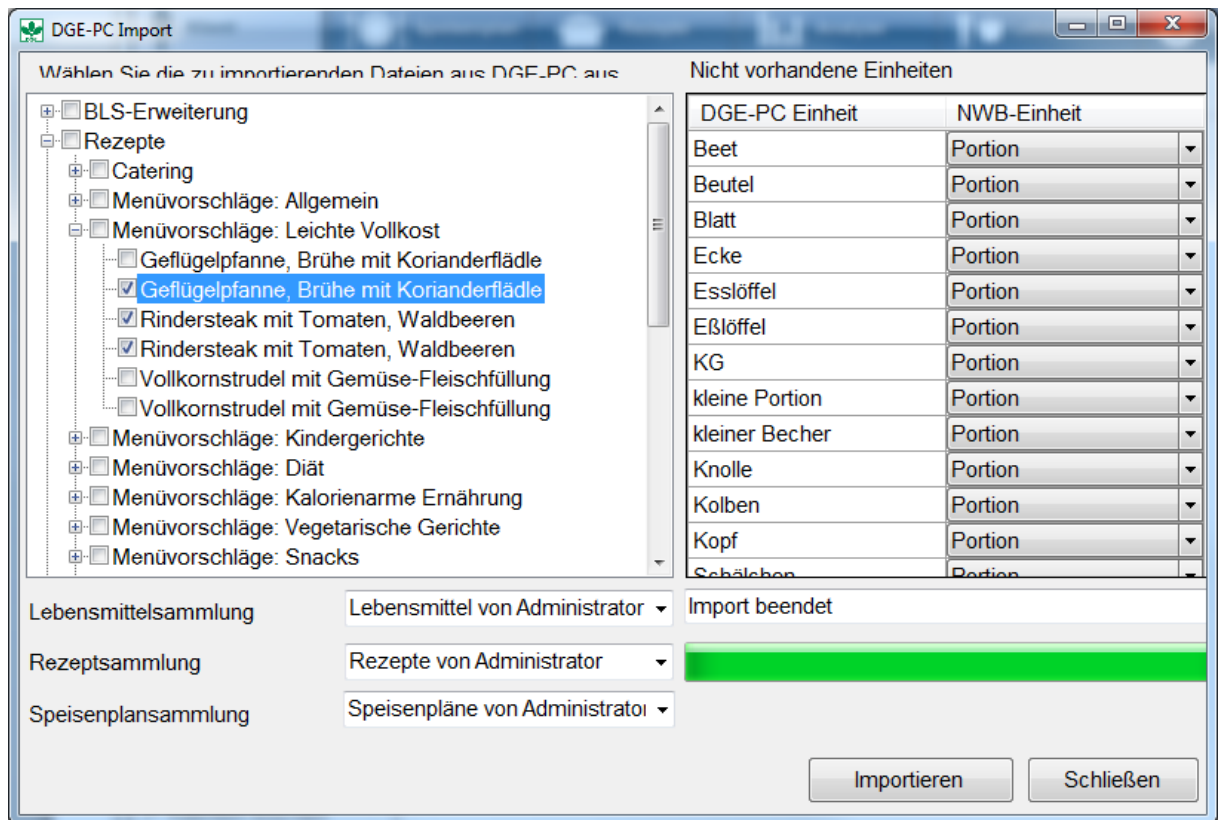 DGE-PC Import
Wählen Sie die zu importierenden Dateien aus DGE-PC aus
BLS-Erweiterung
Rezepte
Catering
Menüvorschläge: Allgemein
Menüvorschläge: Leichte Vollkost
Geflügelpfanne, Brühe mit Korianderflädle
Geflügelpfanne, Brühe mit Korianderflädle
Rindersteak mit Tomaten, Waldbeeren
Rindersteak mit Tomaten, Waldbeeren
Vollkornstrudel mit Gemüse-Fleischfüllung
Vollkornstrudel mit Gemüse-Fleischfüllung
Menüvorschläge: Kindergerichte
Menüvorschläge: Diät
Menüvorschläge: Kalorienarme Ernährung
Menüvorschläge: Vegetarische Gerichte
Menüvorschläge: Snacks
Nicht vorhandene Einheiten
DGE-PC Einheit NWB-Einheit
Beet Portion
Beutel Portion
Blatt Portion
Ecke Portion
Esslöffel Portion
Eßlöffel Portion
KG Portion
kleine Portion Portion
kleiner Becher Portion
Knolle Portion
Kolben Portion
Kopf Portion
Schälchen Portion
Lebensmittelsammlung Lebensmittel von Administrator
Rezeptsammlung Rezepte von Administrator
Speisenplansammlung Speisenpläne von Administrator
Import beendet
Importieren Schließen